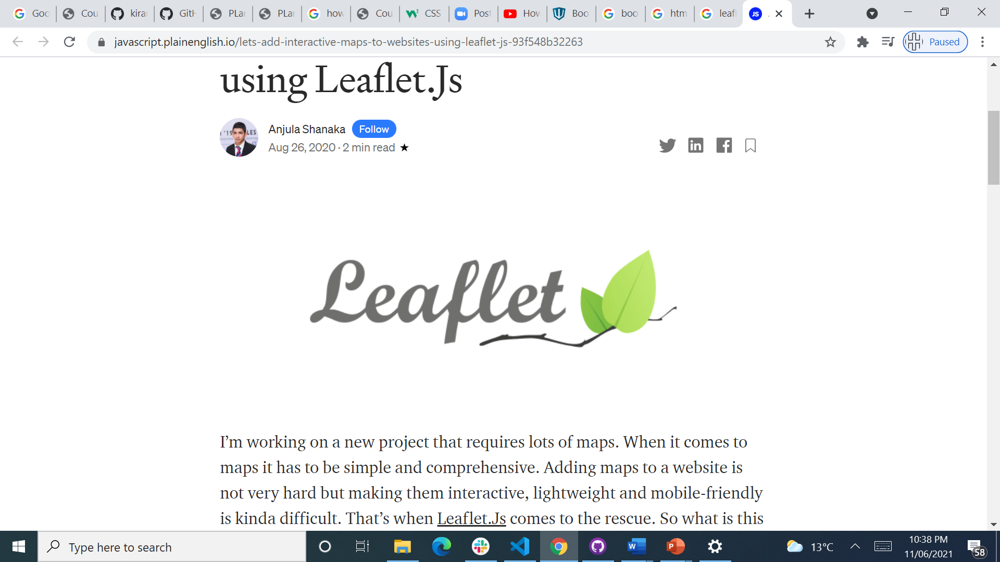 Goo
Cou
kirar
GitH
PLar
PLar
how
Cou
CSS
Post
How
Boo
boo
htm
leafl
JS
javascript.plainenglish.io/lets-add-interactive-maps-to-websites-using-leaflet-js-93f548b32263
Paused
using Leaflet.Js
Anjula Shanaka Follow
Aug 26, 2020 · 2 min read ★
Leaflet
I’m working on a new project that requires lots of maps. When it comes to
maps it has to be simple and comprehensive. Adding maps to a website is
not very hard but making them interactive, lightweight and mobile-friendly
is kinda difficult. That’s when Leaflet.Js comes to the rescue. So what is this
Type here to search
13°C
10:38 PM
11/06/2021
58